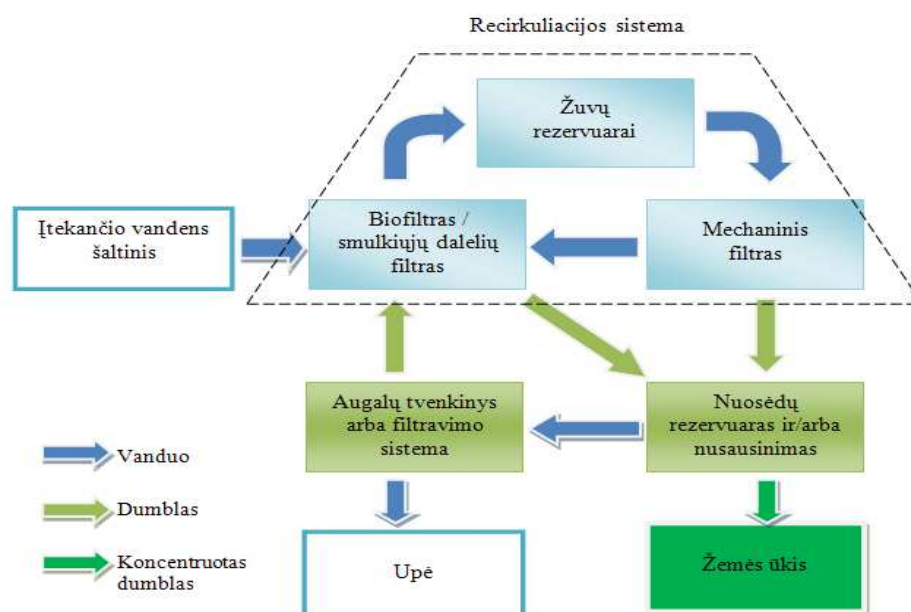 Recirkuliacijos sistema
Žuvų
rezervuarai
Įtekančio vandens
šaltinis
Biofiltras /
smulkiųjų dalelių
filtras
Mechaninis
filtras
Augalų tvenkinys
arba filtravimo
sistema
Nuosėdų
rezervuaras ir/arba
nusausinimas
Vanduo
Dumblas
Koncentruotas
dumblas
Upė
Žemės ūkis